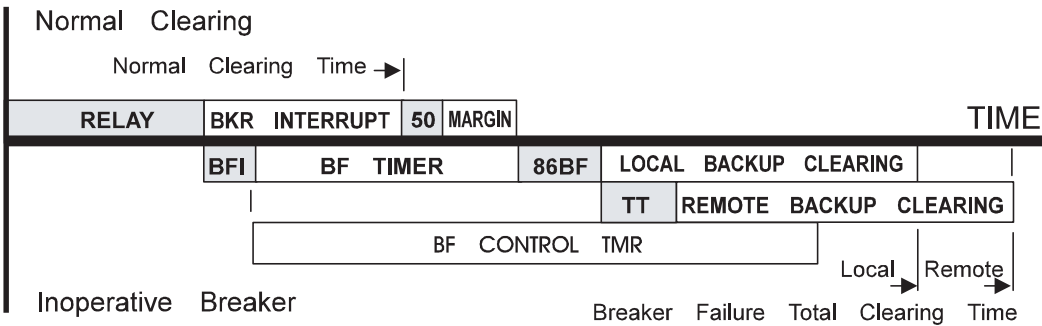 Normal Clearing
Normal Clearing Time
RELAY BKR INTERRUPT 50 MARGIN TIME
BFI BF TIMER 86BF LOCAL BACKUP CLEARING
TT REMOTE BACKUP CLEARING
BF CONTROL TMR
Local Remote
Inoperative Breaker Breaker Failure Total Clearing Time